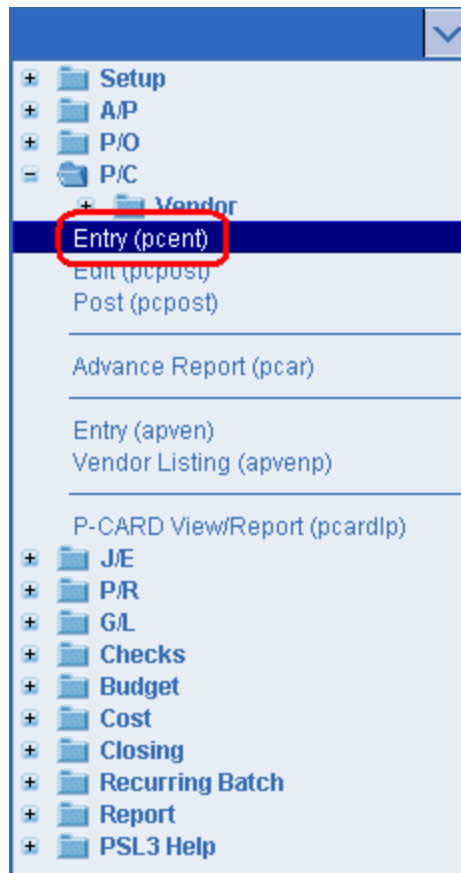 Setup
A/P
P/O
P/C
Vendor
Entry (pcent)
Edit (pcpost)
Post (pcpost)
Advance Report (pcar)
Entry (apven)
Vendor Listing (apvenp)
P-CARD View/Report (pcardlp)
J/E
P/R
G/L
Checks
Budget
Cost
Closing
Recurring Batch
Report
PSL3 Help